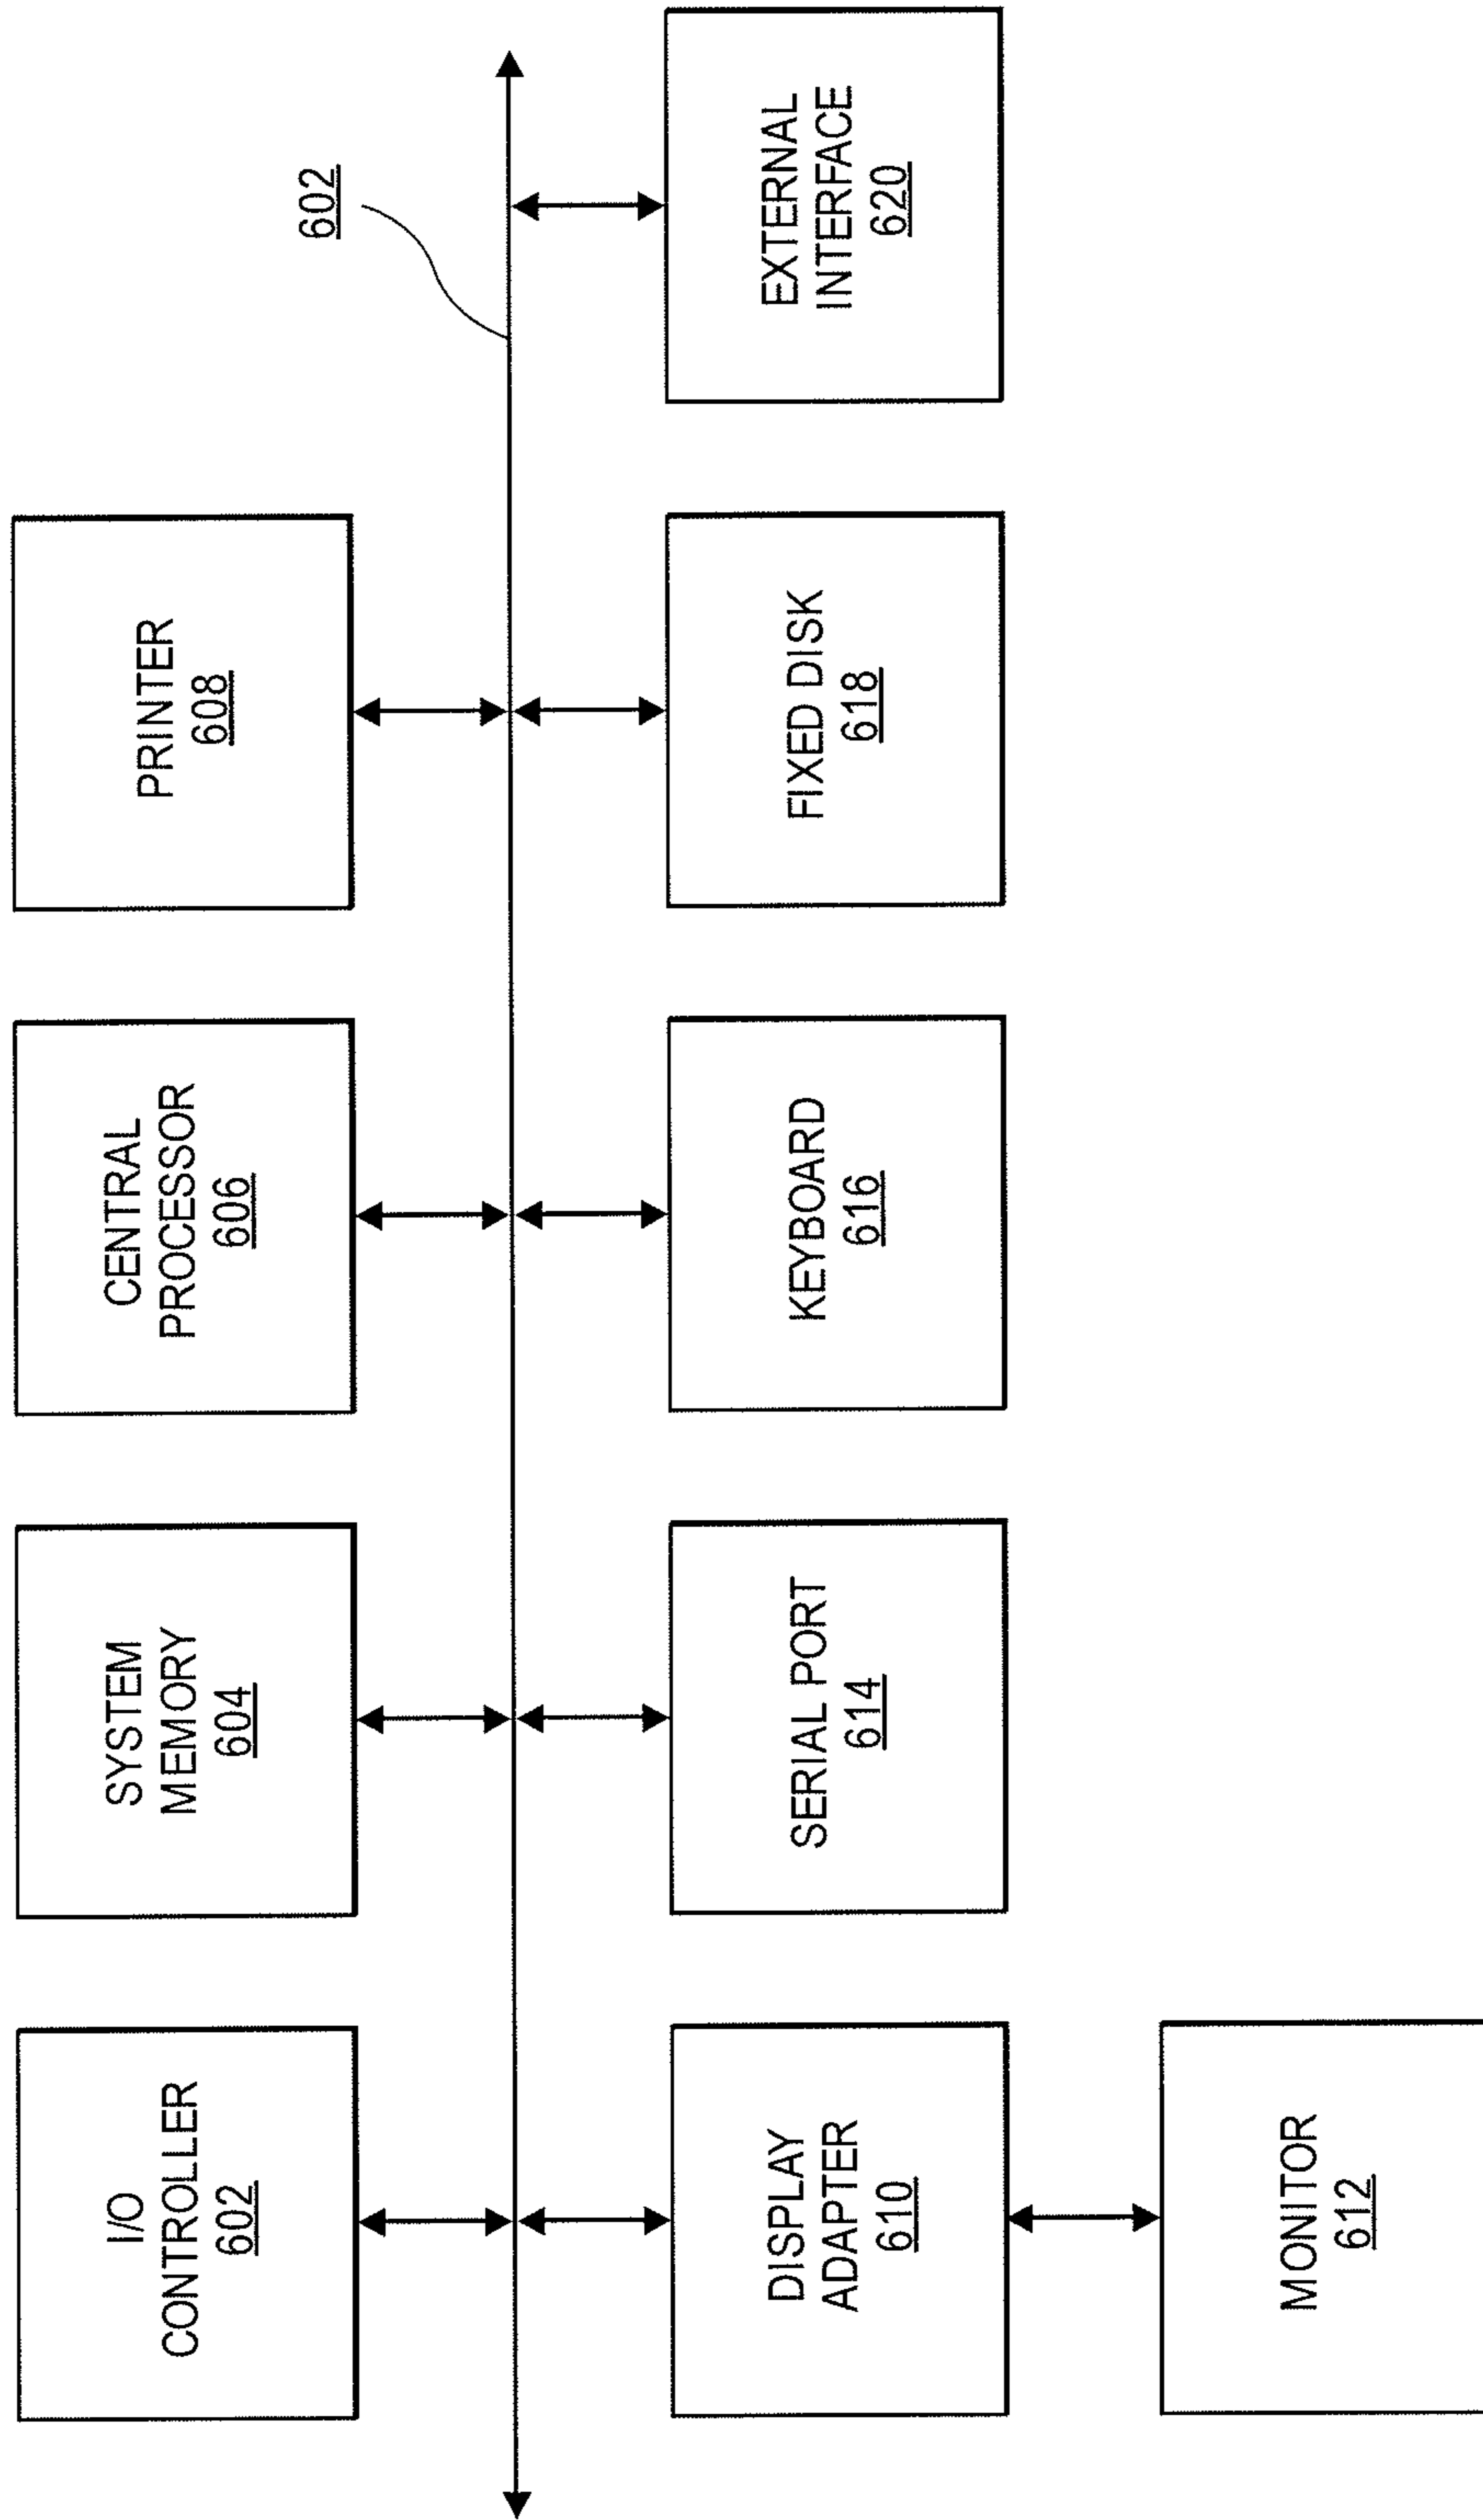 I/O
CONTROLLER
602
SYSTEM
MEMORY
604
CENTRAL
PROCESSOR
606
PRINTER
608
602
DISPLAY
ADAPTER
610
SERIAL PORT
614
KEYBOARD
616
FIXED DISK
618
EXTERNAL
INTERFACE
620
MONITOR
612